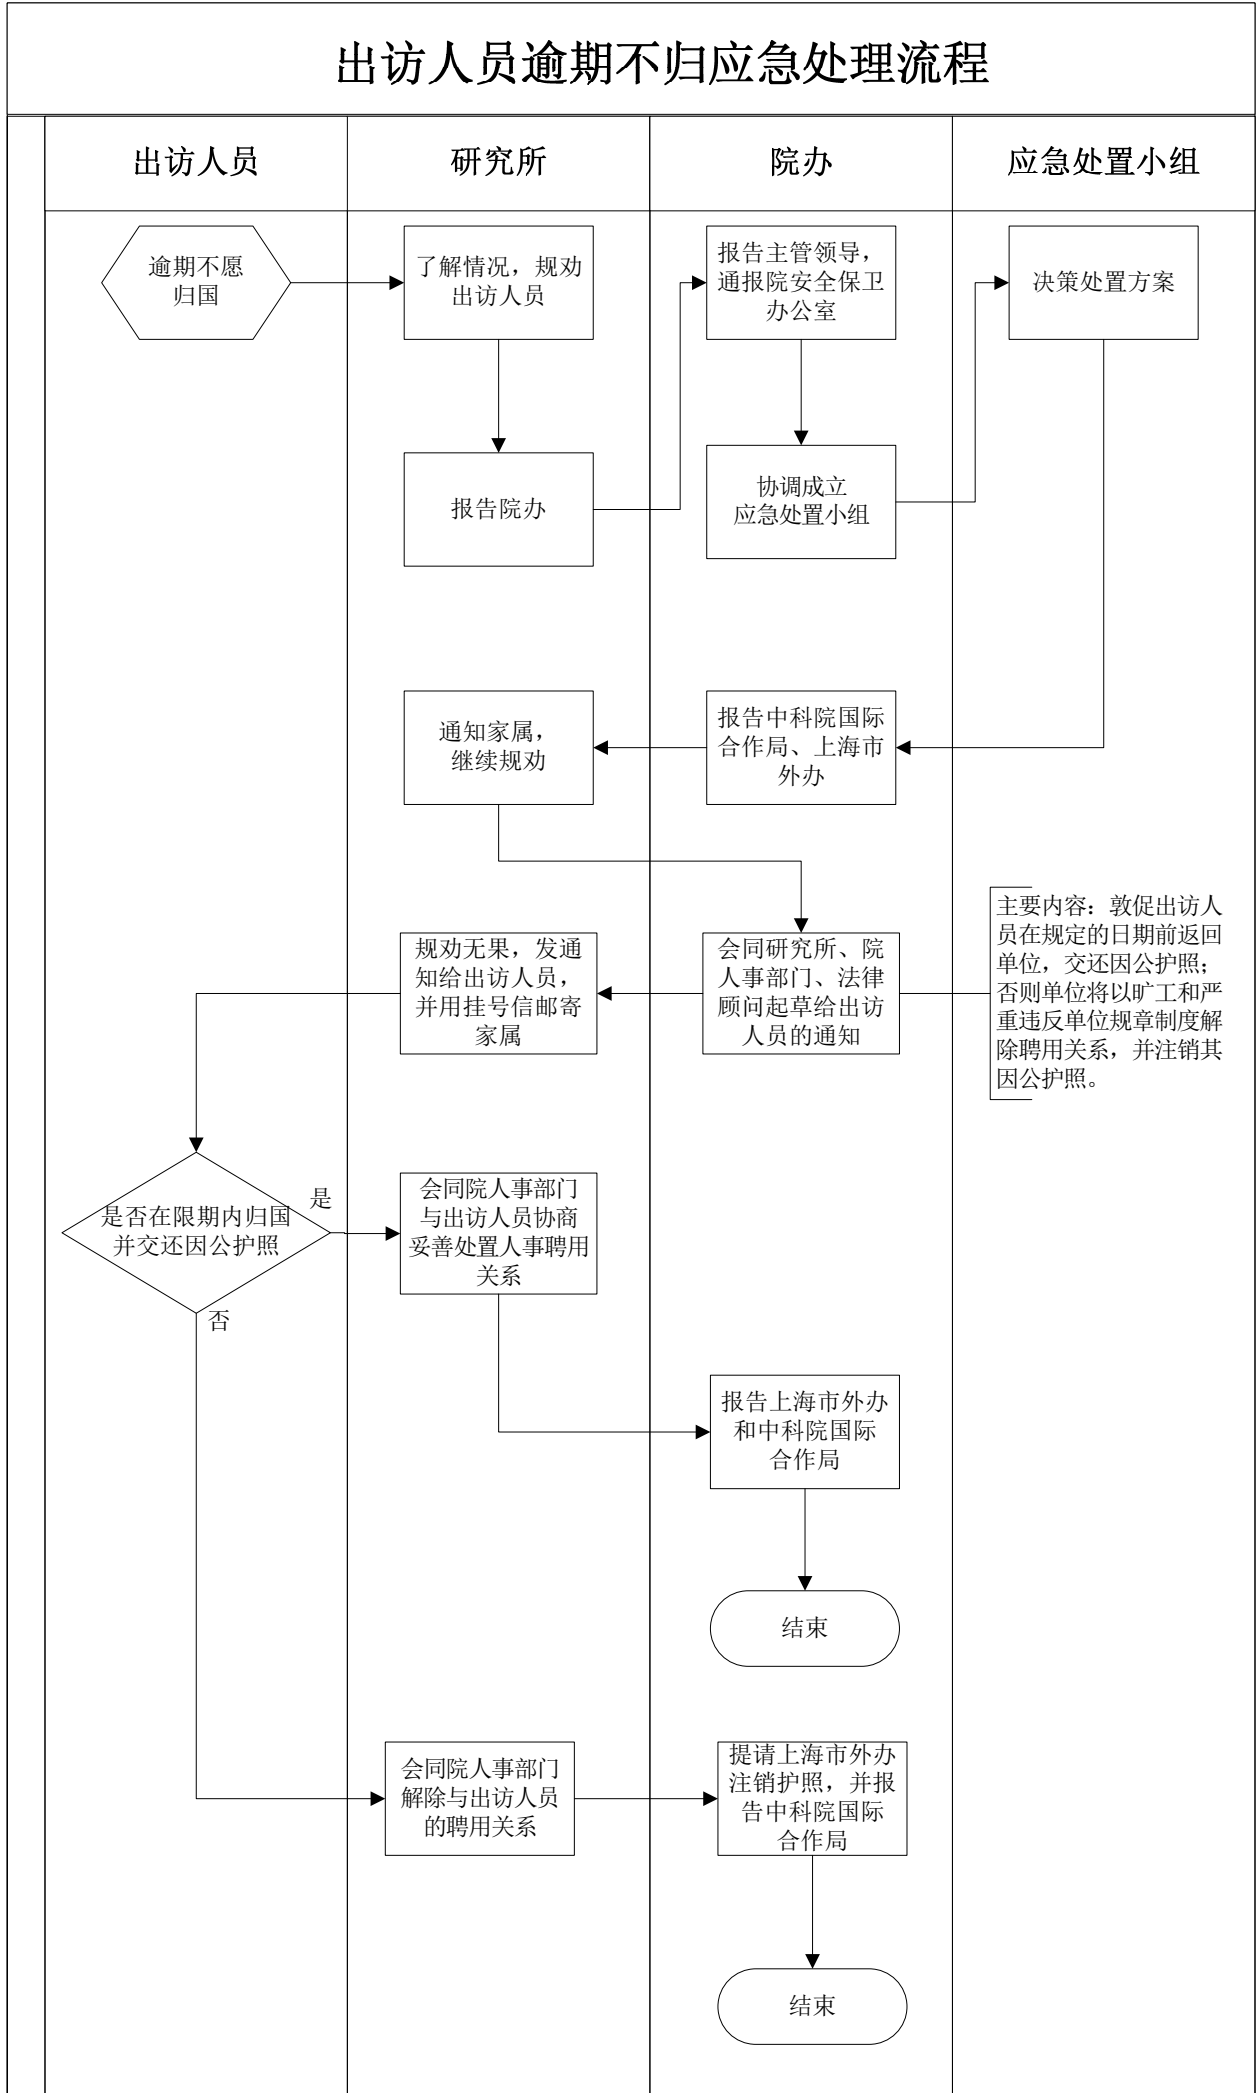 出访人员逾期不归应急处理流程
出访人员
研究所
院办
应急处置小组
逾期不愿
归国
了解情况，规劝
出访人员
报告主管领导，
通报院安全保卫
办公室
决策处置方案
报告院办
协调成立
应急处置小组
通知家属，
继续规劝
报告中科院国际
合作局、上海市
外办
规劝无果，发通
知给出访人员，
并用挂号信邮寄
家属
会同研究所、院
人事部门、法律
顾问起草给出访
人员的通知
主要内容：敦促出访人
员在规定的日期前返回
单位，交还因公护照；
否则单位将以旷工和严
重违反单位规章制度解
除聘用关系，并注销其
因公护照。
是否在限期内归国
并交还因公护照
是
否
会同院人事部门
与出访人员协商
妥善处置人事聘用
关系
报告上海市外办
和中科院国际
合作局
结束
会同院人事部门
解除与出访人员
的聘用关系
提请上海市外办
注销护照，并报
告中科院国际
合作局
结束